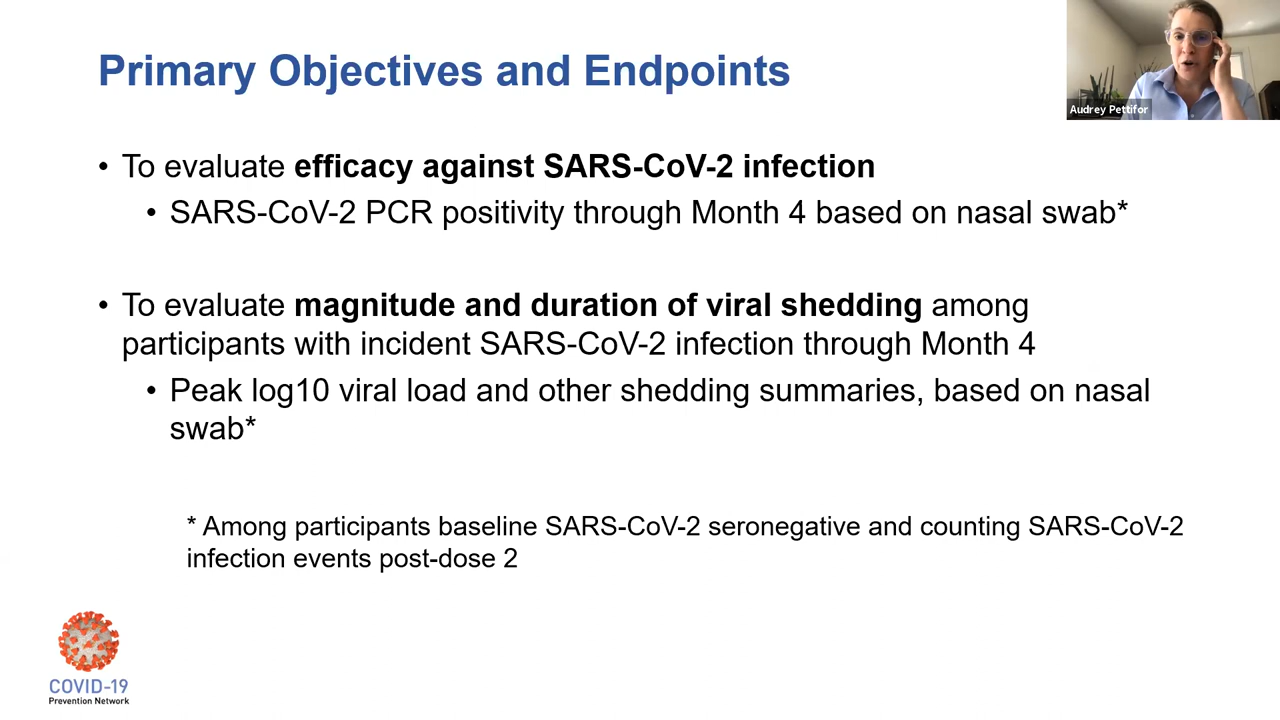 Primary Objectives and Endpoints
Audrey Pettifor
• To evaluate efficacy against SARS-CoV-2 infection
• SARS-CoV-2 PCR positivity through Month 4 based on nasal swab*
• To evaluate magnitude and duration of viral shedding among
participants with incident SARS-CoV-2 infection through Month 4
• Peak log10 viral load and other shedding summaries, based on nasal
swab*
* Among participants baseline SARS-CoV-2 seronegative and counting SARS-CoV-2
infection events post-dose 2
COVID-19
Prevention Network